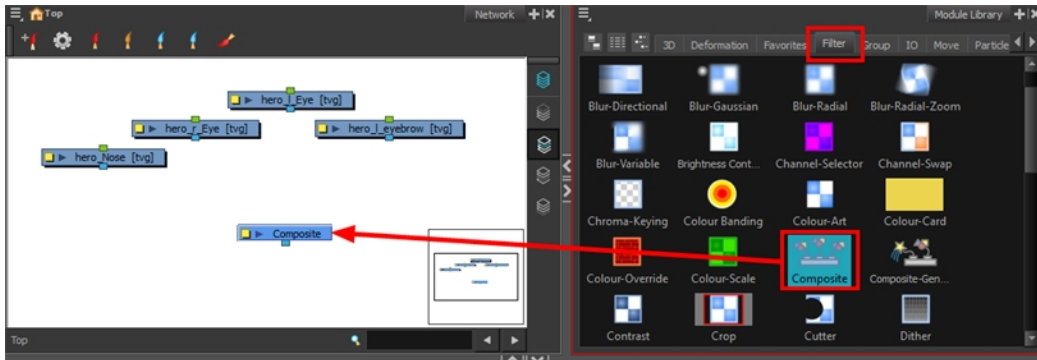 Top
Network
hero_l_Eye [tvg]
hero_r_Eye [tvg]
hero_l_eyebrow [tvg]
hero_Nose [tvg]
Composite
Top
Module Library
3D Deformation Favorites Filter Group IO Move Particle
Blur-Directional Blur-Gaussian Blur-Radial Blur-Radial-Zoom
Blur-Variable Brightness Cont... Channel-Selector Channel-Swap
Chroma-Keying Colour Banding Colour-Art Colour-Card
Colour-Override Colour-Scale Composite Composite-Gen...
Contrast Crop Cutter Dither